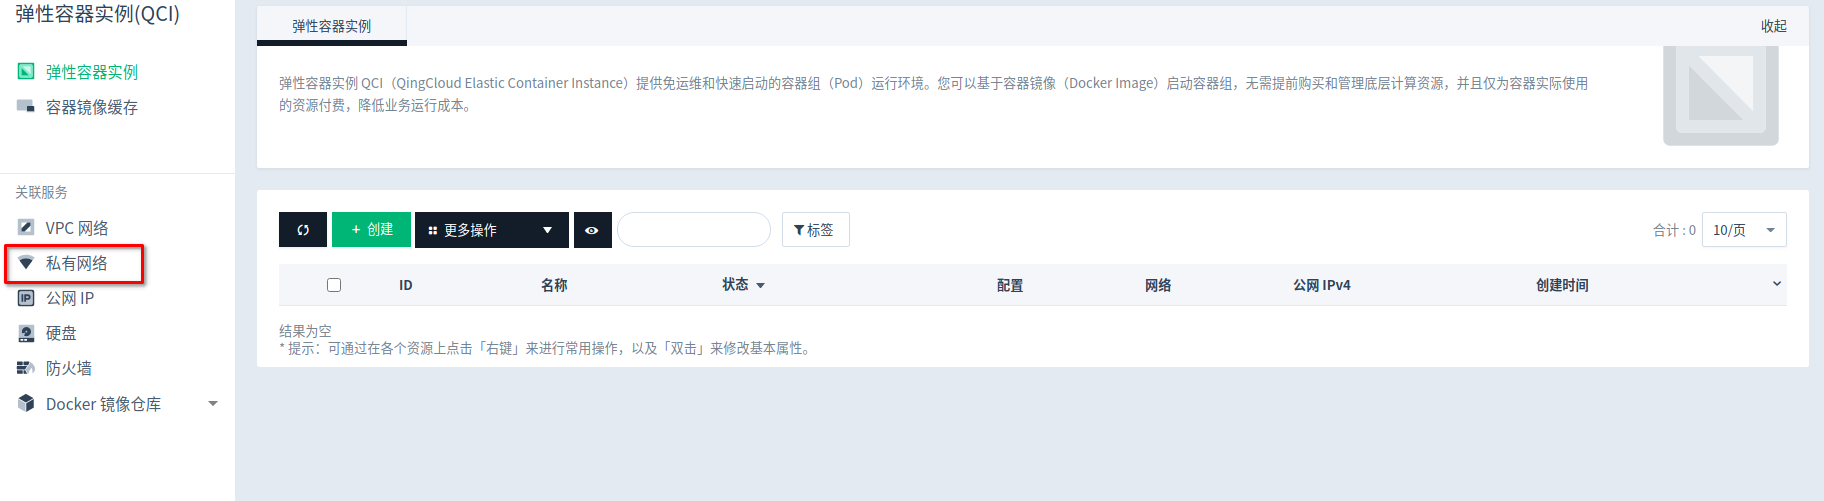 弹性容器实例(QCI)
弹性容器实例
容器镜像缓存
关联服务
VPC 网络
私有网络
公网 IP
硬盘
防火墙
Docker 镜像仓库
弹性容器实例
收起
弹性容器实例 QCI（QingCloud Elastic Container Instance）提供免运维和快速启动的容器组（Pod）运行环境。您可以基于容器镜像（Docker Image）启动容器组，无需提前购买和管理底层计算资源，并且仅为容器实际使用
的资源付费，降低业务运行成本。
+ 创建 更多操作 标签 合计 : 0 10/页
ID 名称 状态 配置 网络 公网 IPv4 创建时间
结果为空
* 提示：可通过在各个资源上点击「右键」来进行常用操作，以及「双击」来修改基本属性。